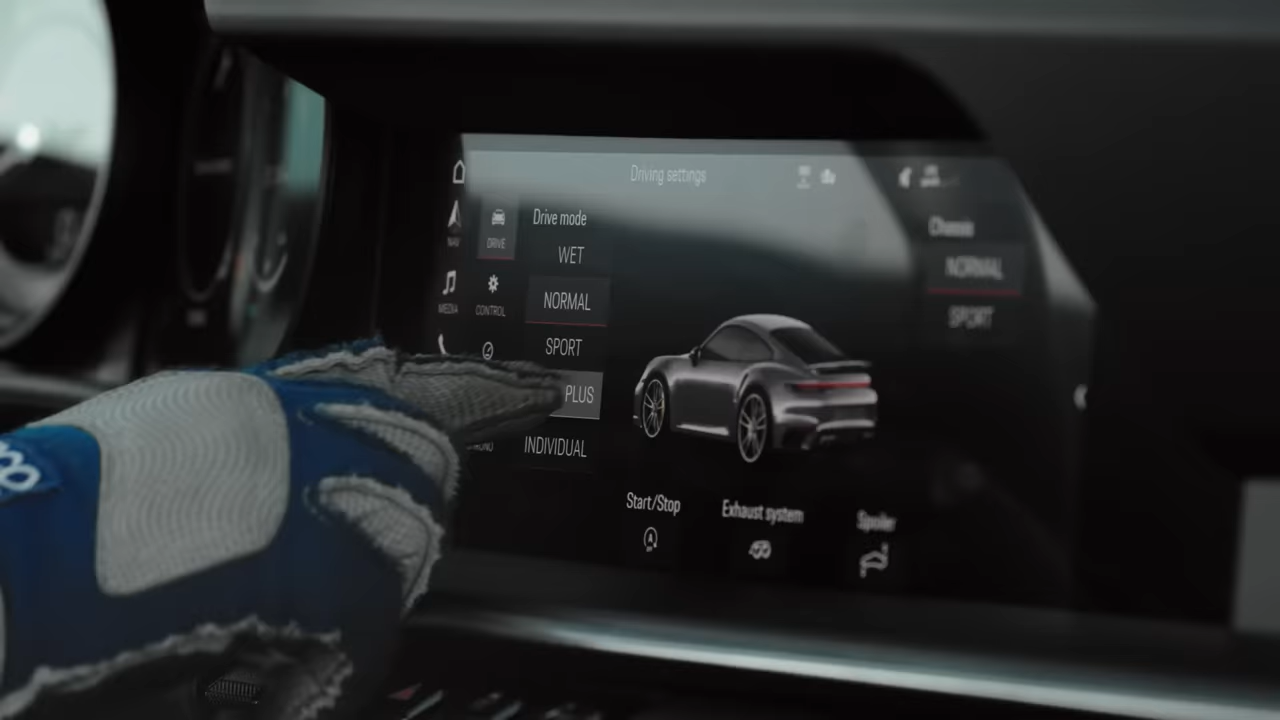 Driving settings
NAV
MEDIA
DRIVE
CONTROL
Drive mode
WET
NORMAL
SPORT
PLUS
INDIVIDUAL
Start/Stop
Exhaust system
Spoiler
Chassis
NORMAL
SPORT